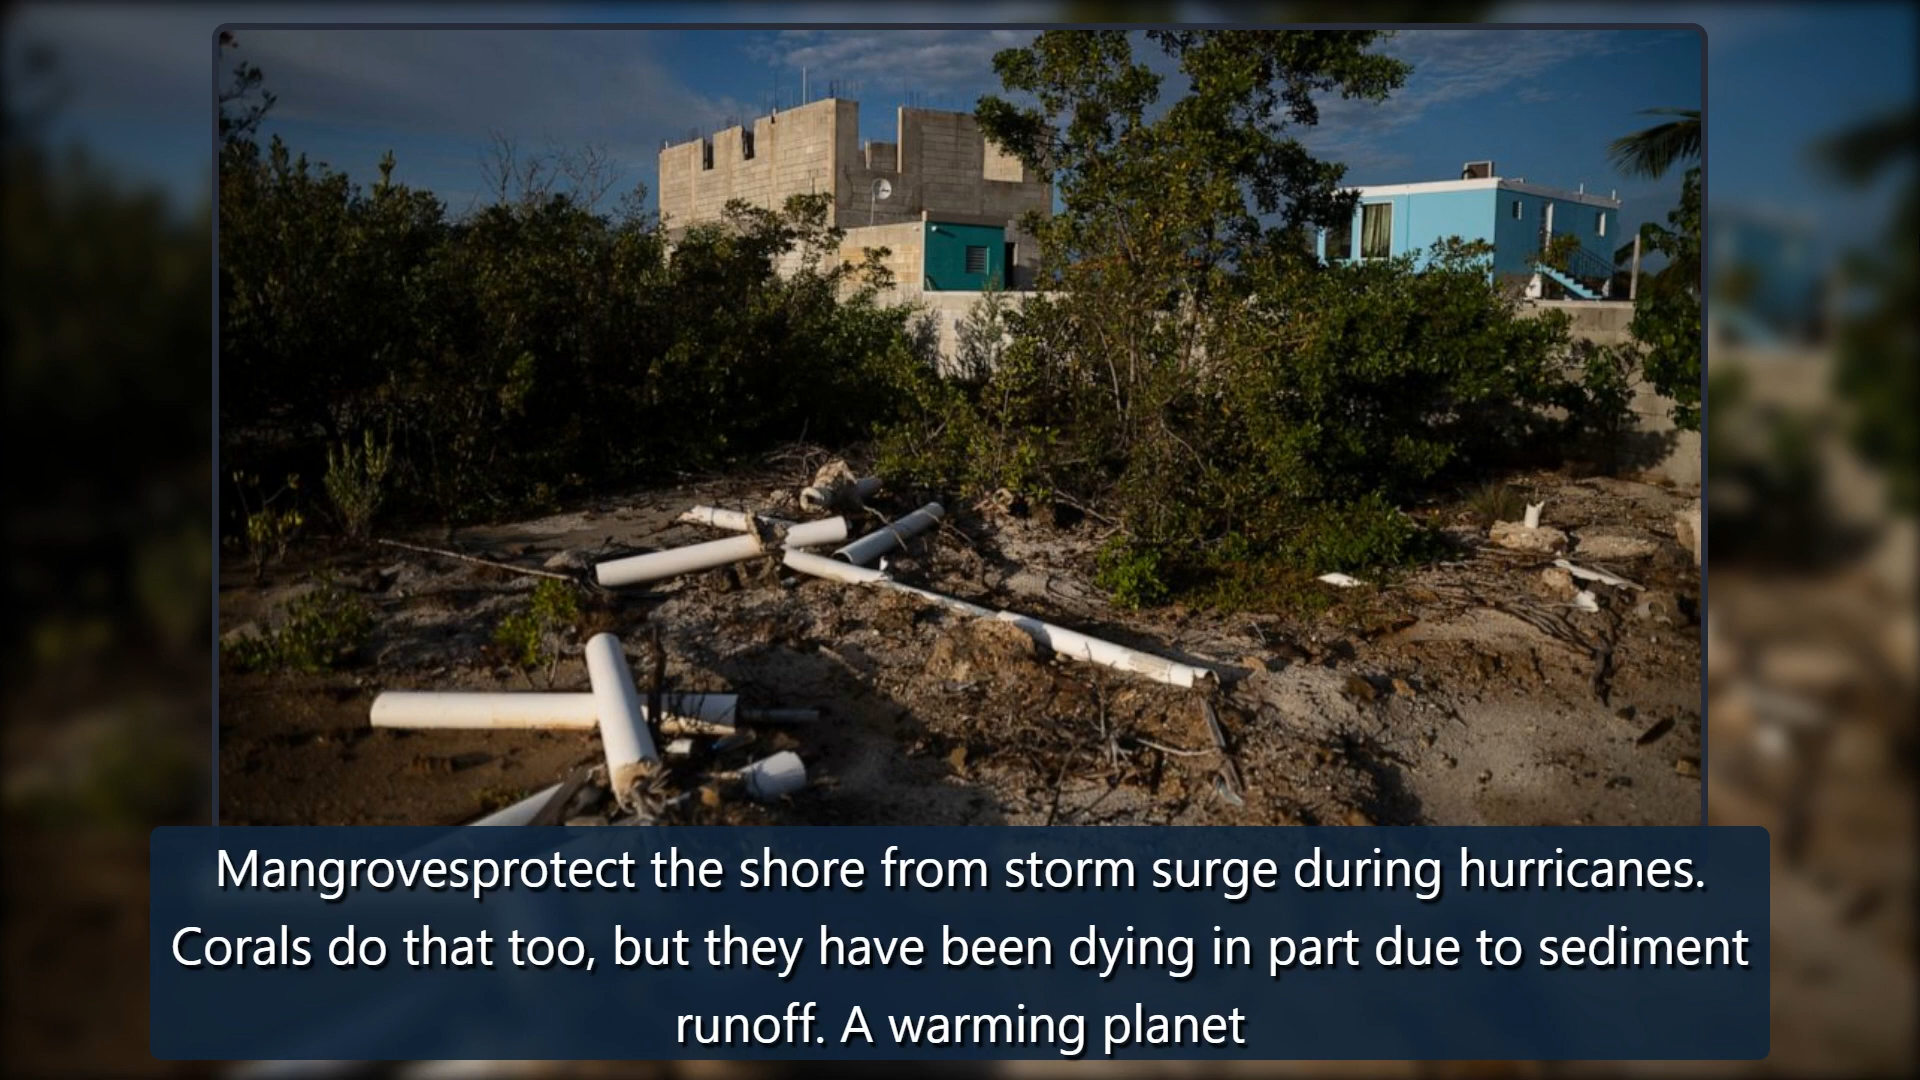 Mangrovesprotect the shore from storm surge during hurricanes.
Corals do that too, but they have been dying in part due to sediment
runoff. A warming planet